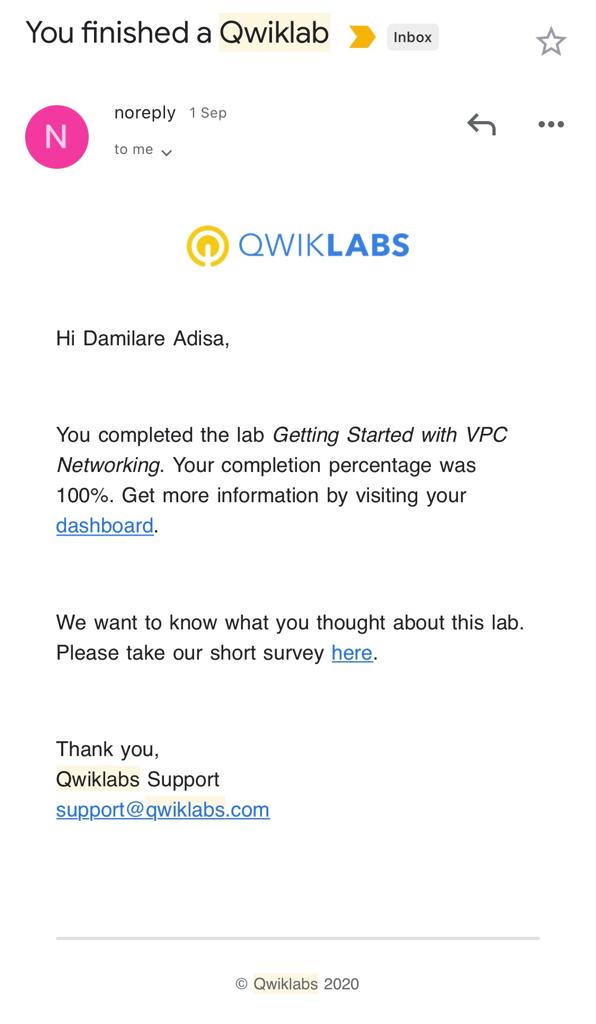 You finished a Qwiklab Inbox
N
noreply 1 Sep
to me
QWIKLABS
Hi Damilare Adisa,
You completed the lab Getting Started with VPC
Networking. Your completion percentage was
100%. Get more information by visiting your
dashboard.
We want to know what you thought about this lab.
Please take our short survey here.
Thank you,
Qwiklabs Support
support@qwiklabs.com
© Qwiklabs 2020